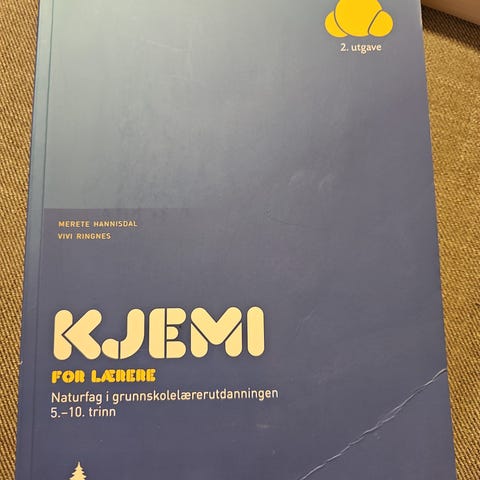 2. utgave
MERETE HANNISDAL
VIVI RINGNES
KJEMI
FOR LÆRERE
Naturfag i grunnskolelærerutdanningen
5.–10. trinn